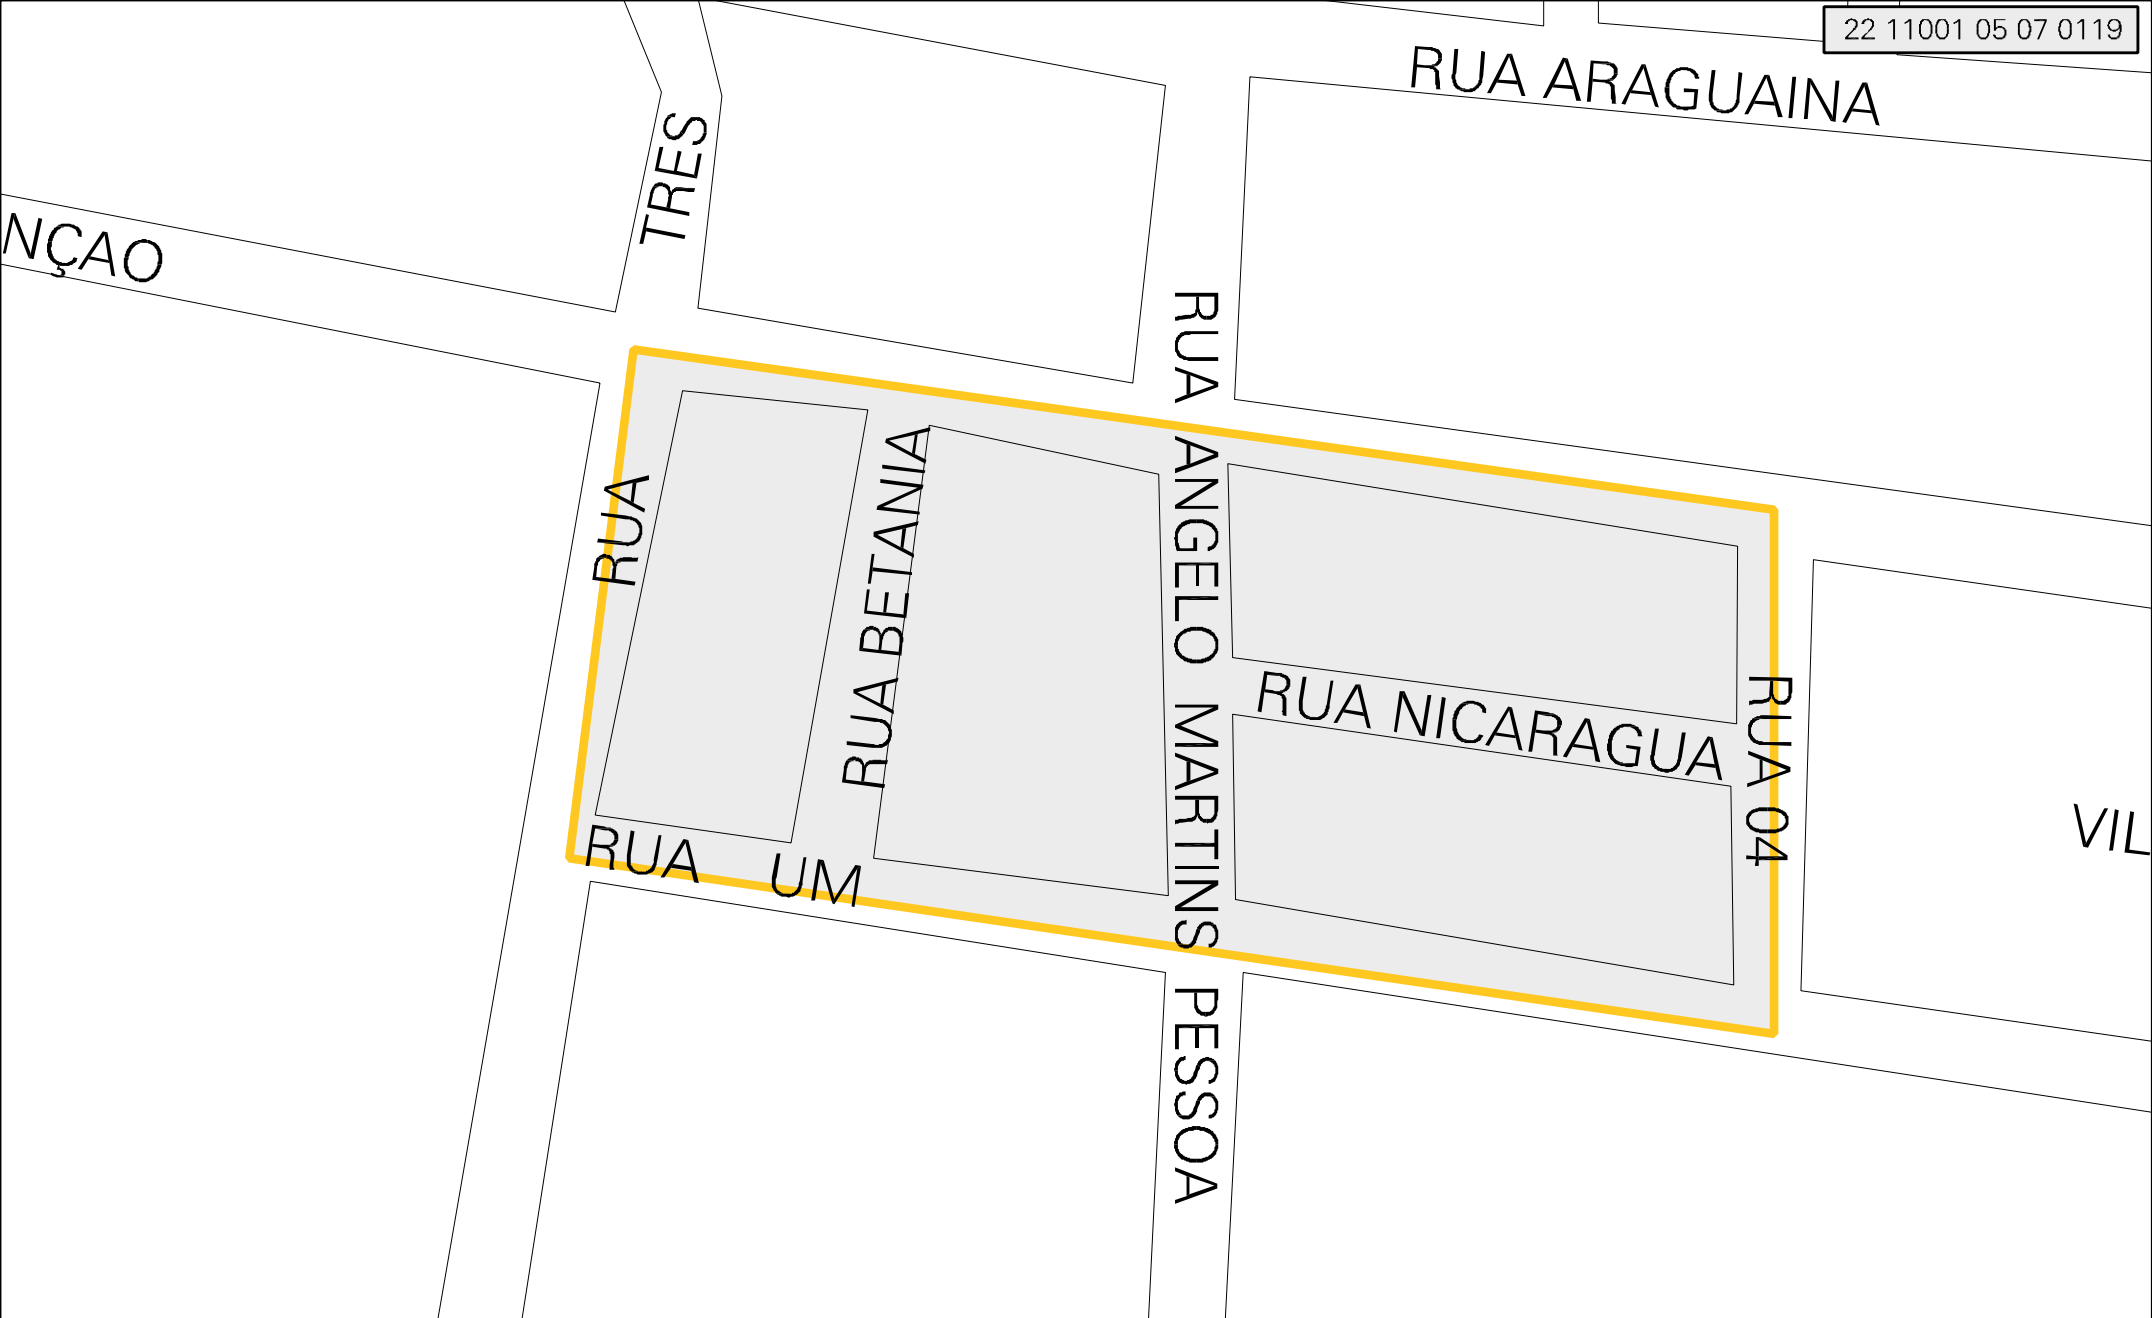 22 11001 05 07 0119
RUA ARAGUAINA
TRES
NÇAO
RUA ANGELO MARTINS PESSOA
RUA
RUA BETANIA
RUA NICARAGUA
RUA 04
VIL
RUA UM